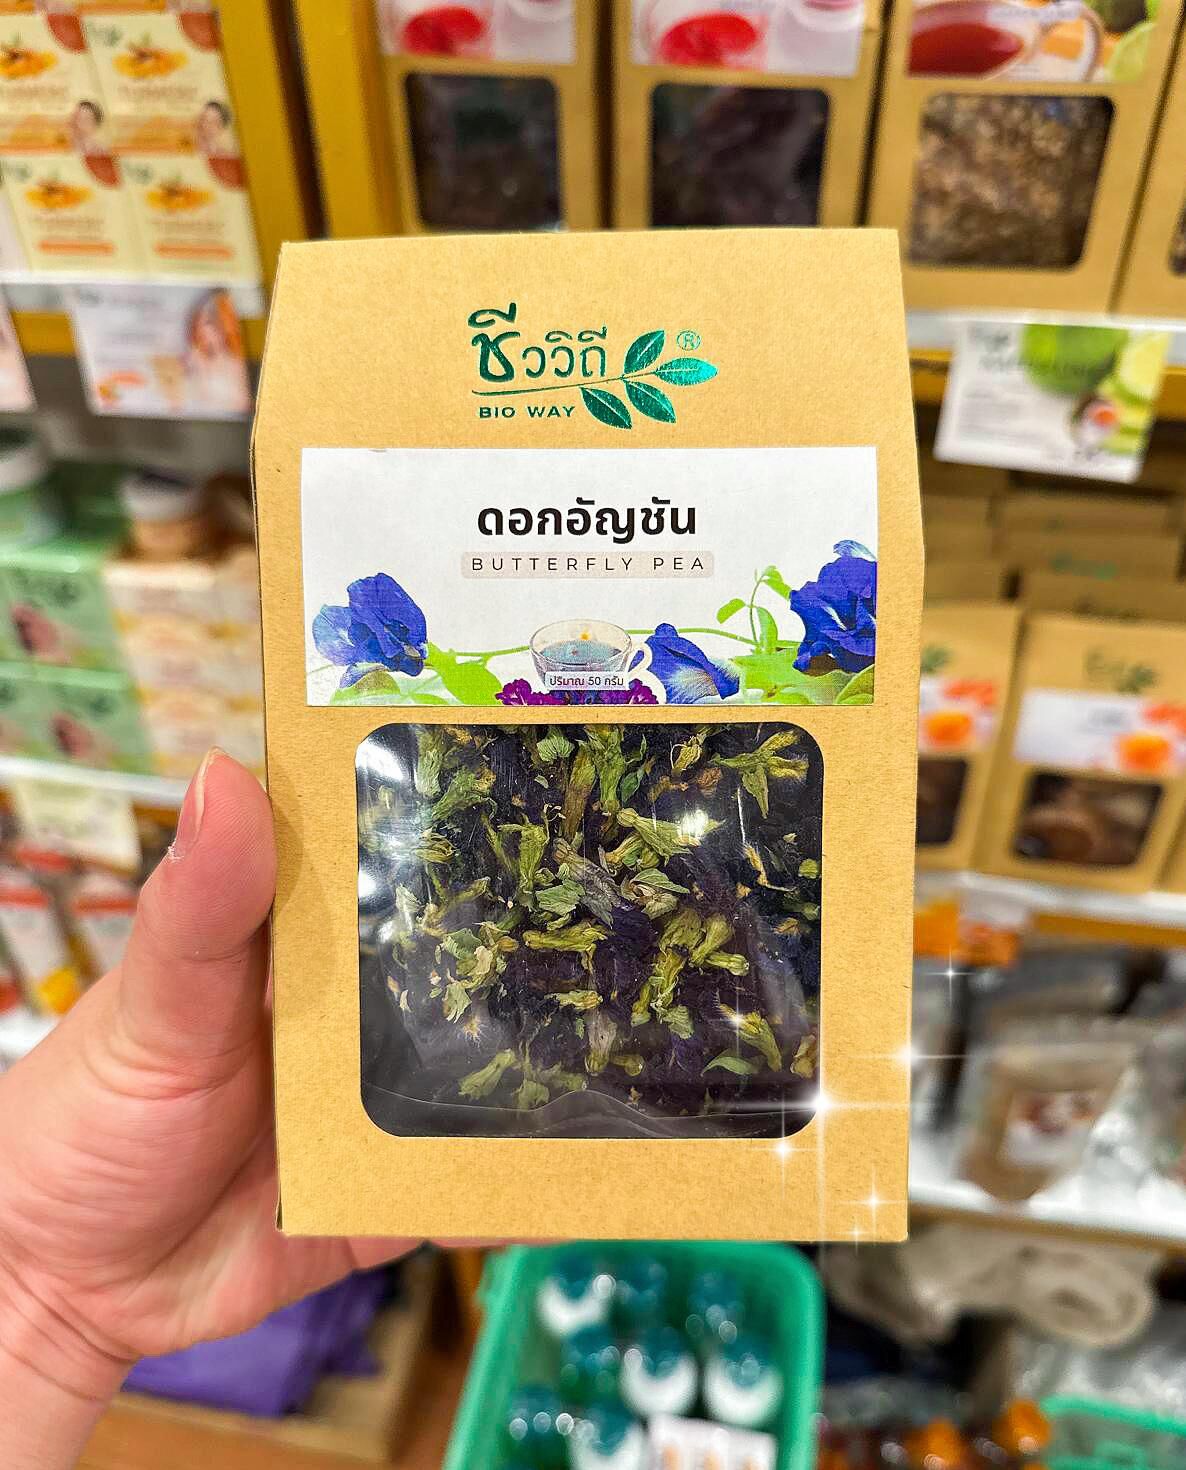 ชีววิถี ®
BIO WAY
ดอกอัญชัน
BUTTERFLY PEA
ปริมาณ 50 กรัม